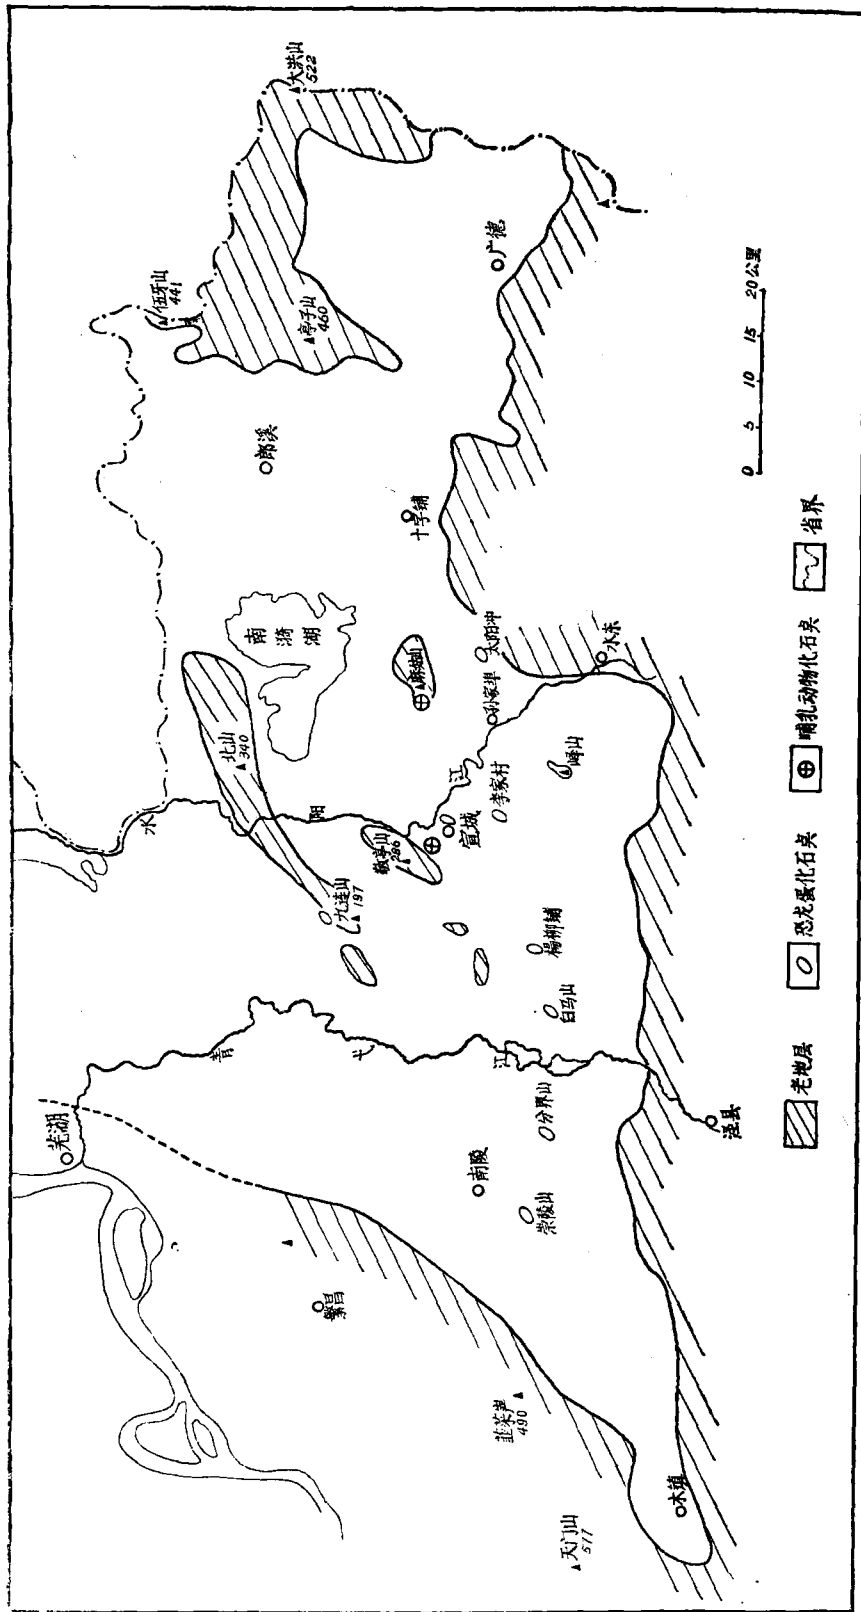 芜湖
繁昌
韭菜岽
490
天门山
517
木镇
南陵
崇陵山
分界山
泾县
青
弋
江
白马山
楊柳鋪
九连山
197
敬亭山
286
宣城
李家村
水
阳
江
北山
340
南漪湖
麻姑山
孙家埠
太阳冲
水东
峄山
十字铺
郎溪
伍牙山
441
亭子山
460
大洪山
522
广德
0 5 10 15 20公里
老地层
恐龙蛋化石点
哺乳动物化石点
省界